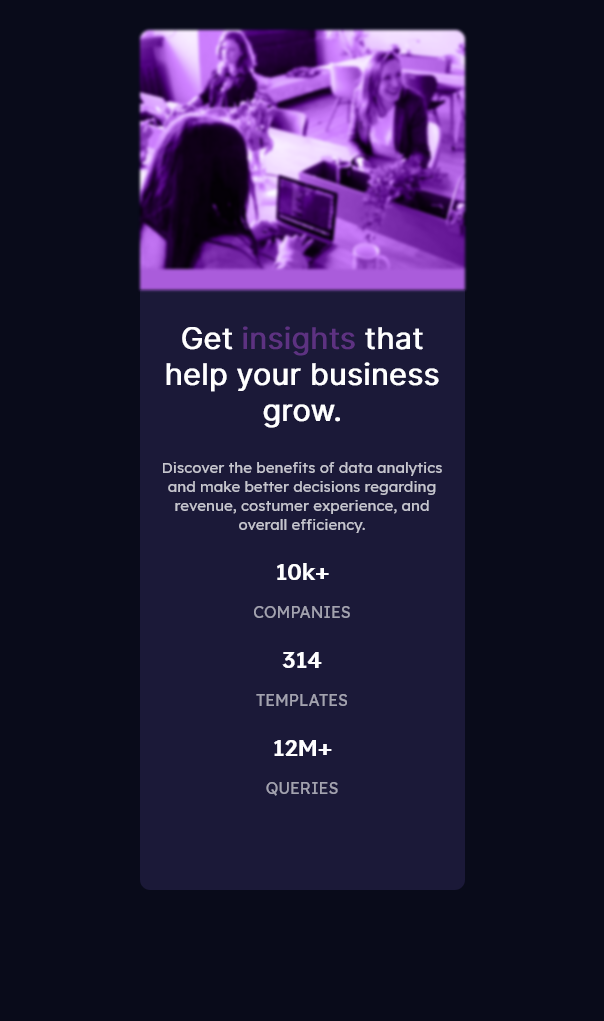 Get insights that
help your business
grow.
Discover the benefits of data analytics
and make better decisions regarding
revenue, costumer experience, and
overall efficiency.
10k+
COMPANIES
314
TEMPLATES
12M+
QUERIES